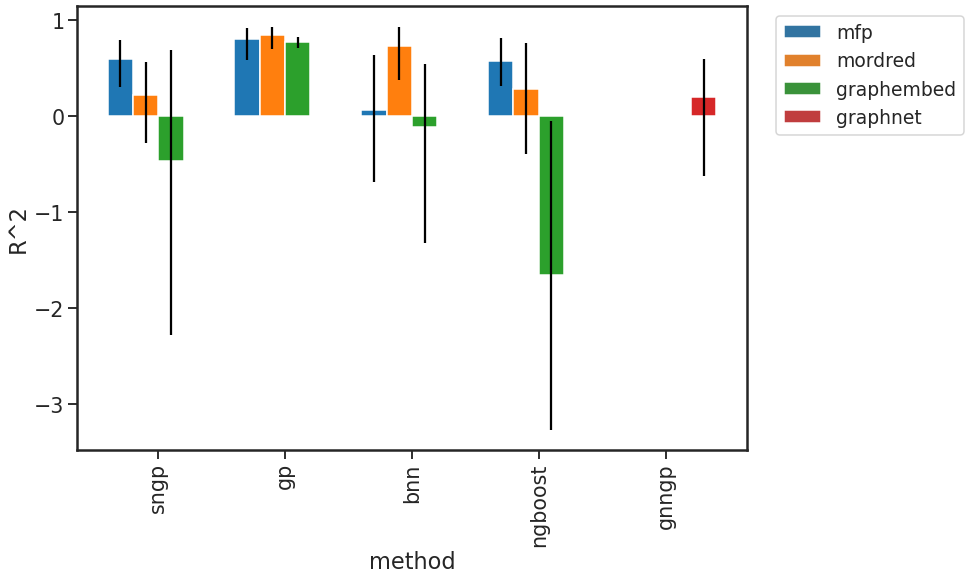 1
0
−1
−2
−3
R^2
sngp
gp
bnn
ngboost
gnngp
method
mfp
mordred
graphembed
graphnet